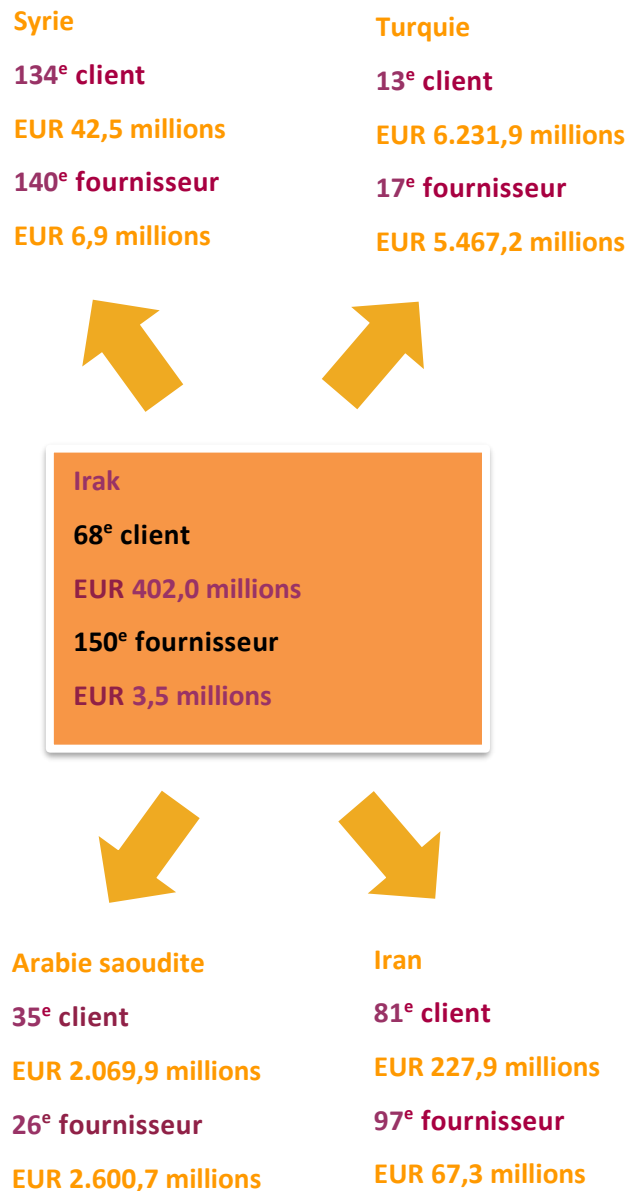 Syrie
134e client
EUR 42,5 millions
140e fournisseur
EUR 6,9 millions
Turquie
13e client
EUR 6.231,9 millions
17e fournisseur
EUR 5.467,2 millions
Irak
68e client
EUR 402,0 millions
150e fournisseur
EUR 3,5 millions
Arabie saoudite
35e client
EUR 2.069,9 millions
26e fournisseur
EUR 2.600,7 millions
Iran
81e client
EUR 227,9 millions
97e fournisseur
EUR 67,3 millions